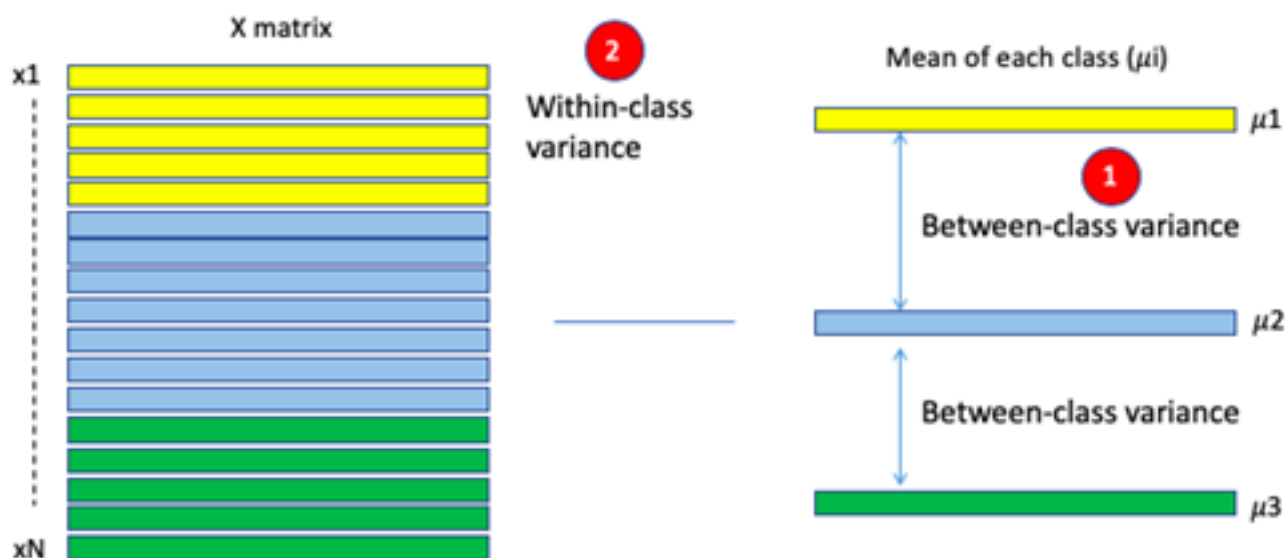 X matrix
x1
xN
2
Within-class
variance
Mean of each class (μi)
μ1
1
Between-class variance
μ2
Between-class variance
μ3